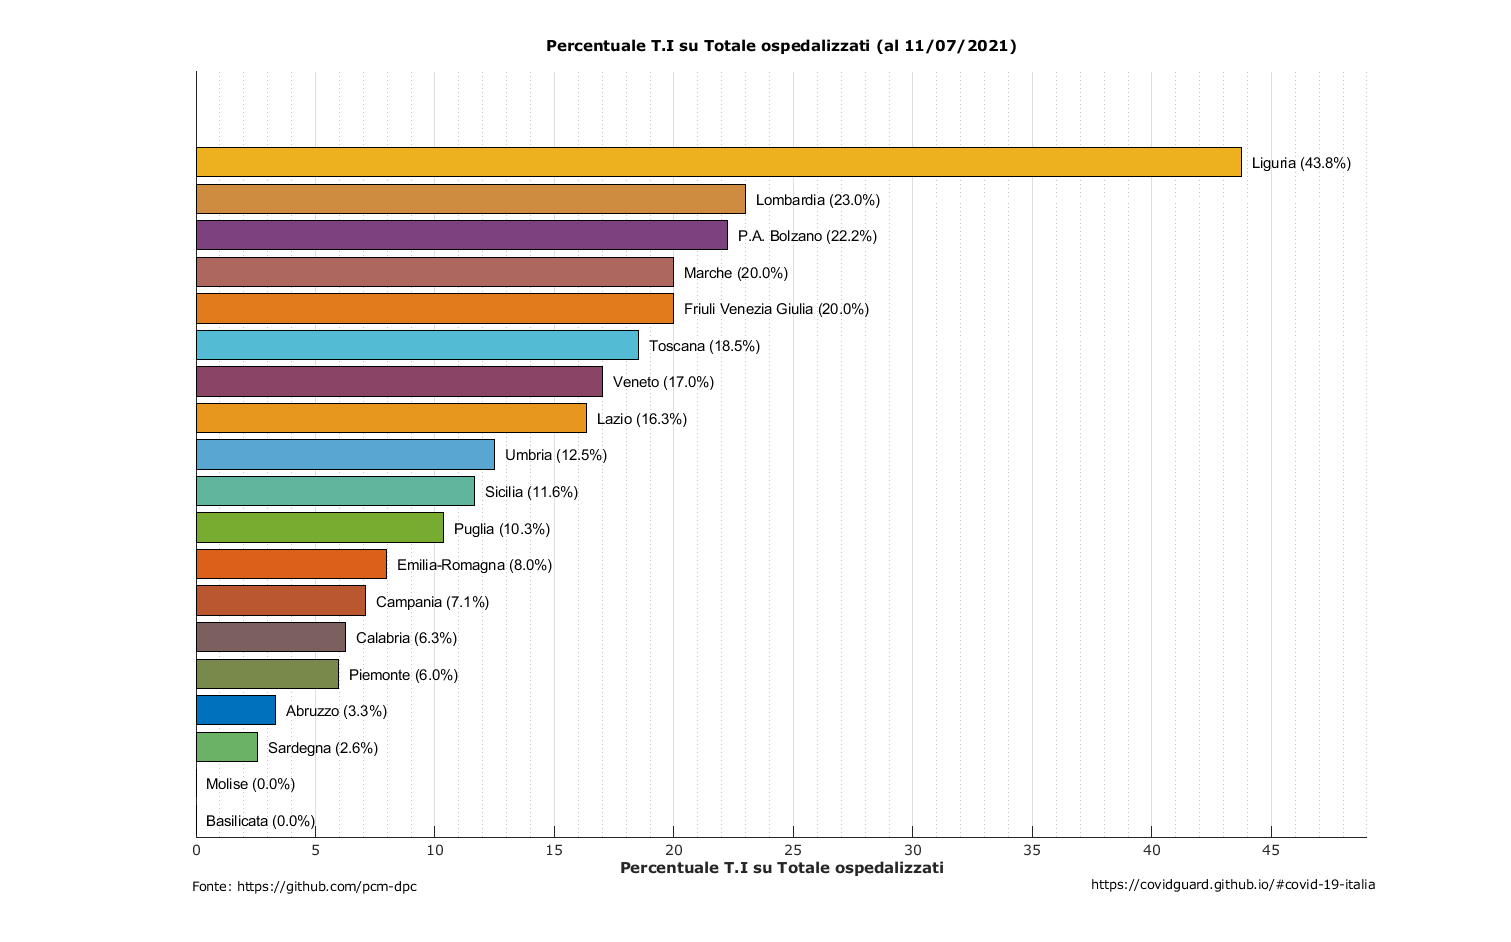 Percentuale T.I su Totale ospedalizzati (al 11/07/2021)
Liguria (43.8%)
Lombardia (23.0%)
P.A. Bolzano (22.2%)
Marche (20.0%)
Friuli Venezia Giulia (20.0%)
Toscana (18.5%)
Veneto (17.0%)
Lazio (16.3%)
Umbria (12.5%)
Sicilia (11.6%)
Puglia (10.3%)
Emilia-Romagna (8.0%)
Campania (7.1%)
Calabria (6.3%)
Piemonte (6.0%)
Abruzzo (3.3%)
Sardegna (2.6%)
Molise (0.0%)
Basilicata (0.0%)
0 5 10 15 20 25 30 35 40 45
Percentuale T.I su Totale ospedalizzati
Fonte: https://github.com/pcm-dpc
https://covidguard.github.io/#covid-19-italia